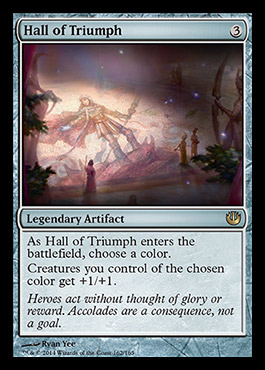 Hall of Triumph 3
Legendary Artifact
As Hall of Triumph enters the
battlefield, choose a color.
Creatures you control of the chosen
color get +1/+1.
Heroes act without thought of glory or
reward. Accolades are a consequence, not
a goal.
Ryan Yee
™ & © 2014 Wizards of the Coast 162/165